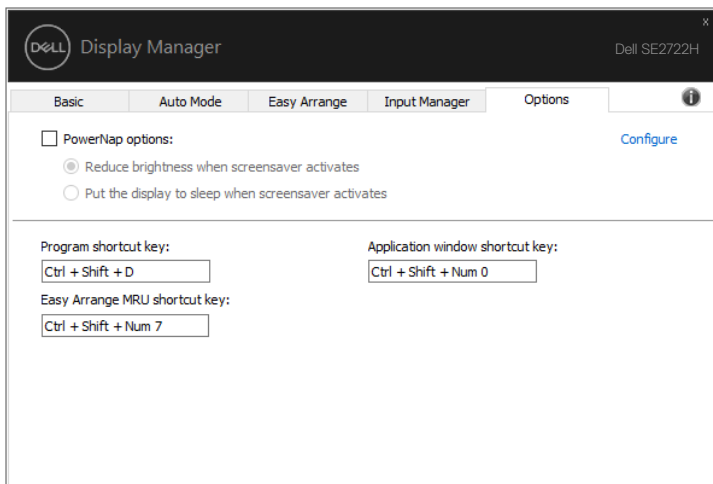 x
DELL Display Manager
Dell SE2722H
Basic Auto Mode Easy Arrange Input Manager Options
PowerNap options: Configure
Reduce brightness when screensaver activates
Put the display to sleep when screensaver activates
Program shortcut key: Application window shortcut key:
Ctrl + Shift + D Ctrl + Shift + Num 0
Easy Arrange MRU shortcut key:
Ctrl + Shift + Num 7